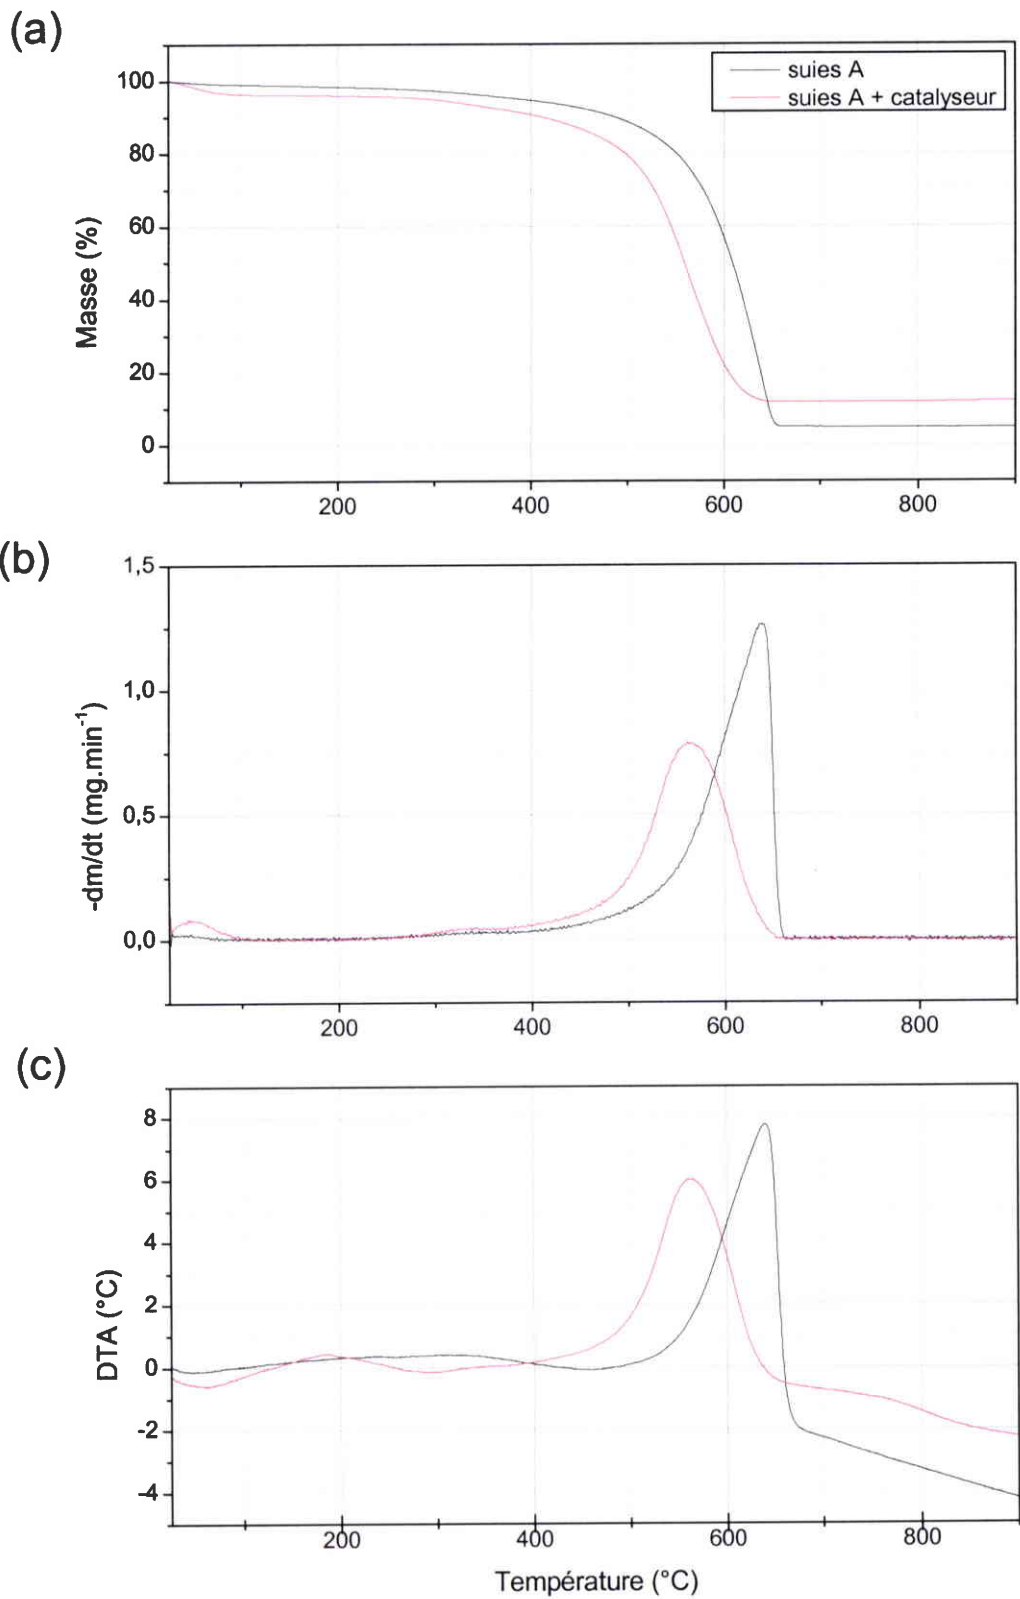 (a)
suies A
suies A + catalyseur
100
80
60
40
20
0
Masse (%)
200 400 600 800
(b)
1,5
1,0
0,5
0,0
-dm/dt (mg.min⁻¹)
200 400 600 800
(c)
8
6
4
2
0
-2
-4
DTA (°C)
200 400 600 800
Température (°C)